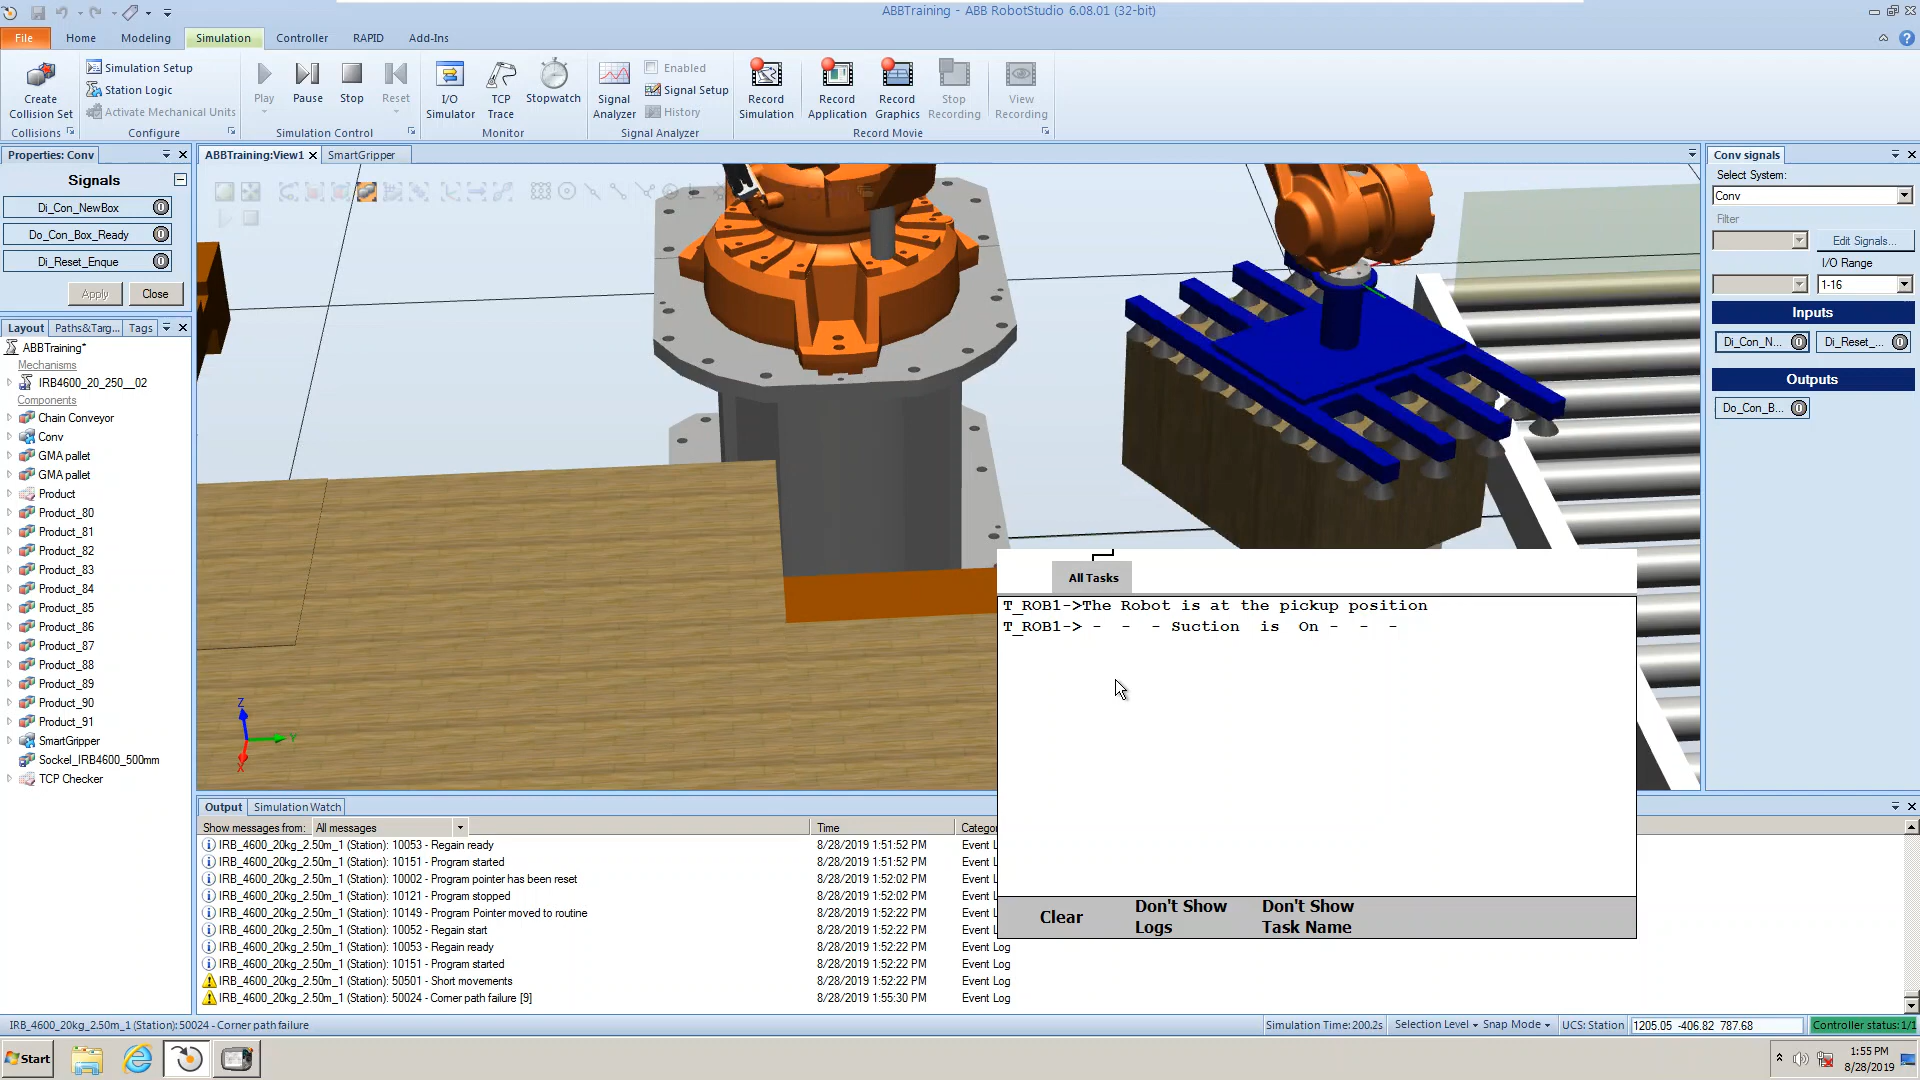 ABBTraining - ABB RobotStudio 6.08.01 (32-bit)
File Home Modeling Simulation Controller RAPID Add-Ins
Create Collision Set
Collisions
Simulation Setup
Station Logic
Activate Mechanical Units
Configure
Play
Pause
Stop
Reset
Simulation Control
I/O Simulator
TCP Trace
Stopwatch
Monitor
Signal Analyzer
Enabled
Signal Setup
History
Signal Analyzer
Record Simulation
Record Application
Record Graphics
Stop Recording
View Recording
Record Movie
Properties: Conv
Signals
Di_Con_NewBox
Do_Con_Box_Ready
Di_Reset_Enque
Apply Close
Layout Paths&Targ... Tags
ABBTraining*
Mechanisms
IRB4600_20_250__02
Components
Chain Conveyor
Conv
GMA pallet
GMA pallet
Product
Product_80
Product_81
Product_82
Product_83
Product_84
Product_85
Product_86
Product_87
Product_88
Product_89
Product_90
Product_91
SmartGripper
Sockel_IRB4600_500mm
TCP Checker
ABBTraining:View1 SmartGripper
Z
Y
X
Conv signals
Select System:
Conv
Filter
Edit Signals...
I/O Range
1-16
Inputs
Di_Con_N... Di_Reset_...
Outputs
Do_Con_B...
All Tasks
T_ROB1->The Robot is at the pickup position
T_ROB1-> - - - Suction is On - - -
Clear
Don't Show Logs
Don't Show Task Name
Output Simulation Watch
Show messages from: All messages Time Catego
IRB_4600_20kg_2.50m_1 (Station): 10053 - Regain ready 8/28/2019 1:51:52 PM Event L
IRB_4600_20kg_2.50m_1 (Station): 10151 - Program started 8/28/2019 1:51:52 PM Event L
IRB_4600_20kg_2.50m_1 (Station): 10002 - Program pointer has been reset 8/28/2019 1:52:02 PM Event L
IRB_4600_20kg_2.50m_1 (Station): 10121 - Program stopped 8/28/2019 1:52:02 PM Event L
IRB_4600_20kg_2.50m_1 (Station): 10149 - Program Pointer moved to routine 8/28/2019 1:52:22 PM Event L
IRB_4600_20kg_2.50m_1 (Station): 10052 - Regain start 8/28/2019 1:52:22 PM Event L
IRB_4600_20kg_2.50m_1 (Station): 10053 - Regain ready 8/28/2019 1:52:22 PM Event Log
IRB_4600_20kg_2.50m_1 (Station): 10151 - Program started 8/28/2019 1:52:22 PM Event Log
IRB_4600_20kg_2.50m_1 (Station): 50501 - Short movements 8/28/2019 1:52:22 PM Event Log
IRB_4600_20kg_2.50m_1 (Station): 50024 - Corner path failure [9] 8/28/2019 1:55:30 PM Event Log
IRB_4600_20kg_2.50m_1 (Station): 50024 - Corner path failure Simulation Time: 200.2s Selection Level Snap Mode UCS: Station 1205.05 -406.82 787.68 Controller status: 1/1
Start
1:55 PM
8/28/2019